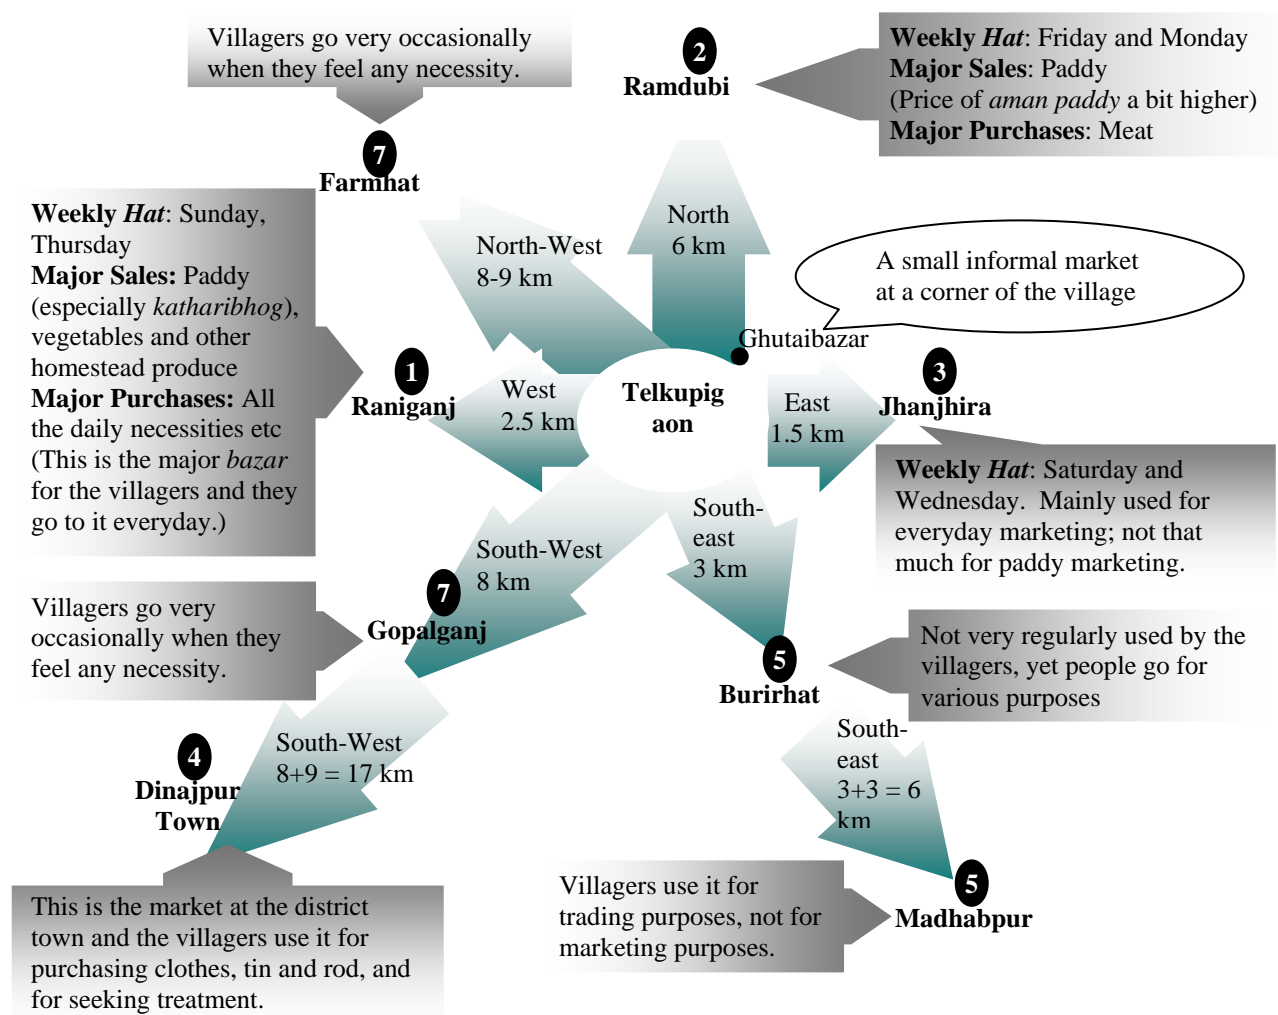 Villagers go very occasionally
when they feel any necessity.
2
Ramdubi
Weekly Hat: Friday and Monday
Major Sales: Paddy
(Price of aman paddy a bit higher)
Major Purchases: Meat
7
Farmhat
Weekly Hat: Sunday,
Thursday
Major Sales: Paddy
(especially katharibhog),
vegetables and other
homestead produce
Major Purchases: All
the daily necessities etc
(This is the major bazar
for the villagers and they
go to it everyday.)
North-West
8-9 km
North
6 km
A small informal market
at a corner of the village
Ghutaibazar
1
Raniganj
West
2.5 km
Telkupig
aon
East
1.5 km
3
Jhanjhira
Weekly Hat: Saturday and
Wednesday. Mainly used for
everyday marketing; not that
much for paddy marketing.
South-West
8 km
South-
east
3 km
Villagers go very
occasionally when they
feel any necessity.
7
Gopalganj
5
Burirhat
Not very regularly used by the
villagers, yet people go for
various purposes
4
Dinajpur
Town
South-West
8+9 = 17 km
South-
east
3+3 = 6
km
This is the market at the district
town and the villagers use it for
purchasing clothes, tin and rod, and
for seeking treatment.
Villagers use it for
trading purposes, not for
marketing purposes.
5
Madhabpur